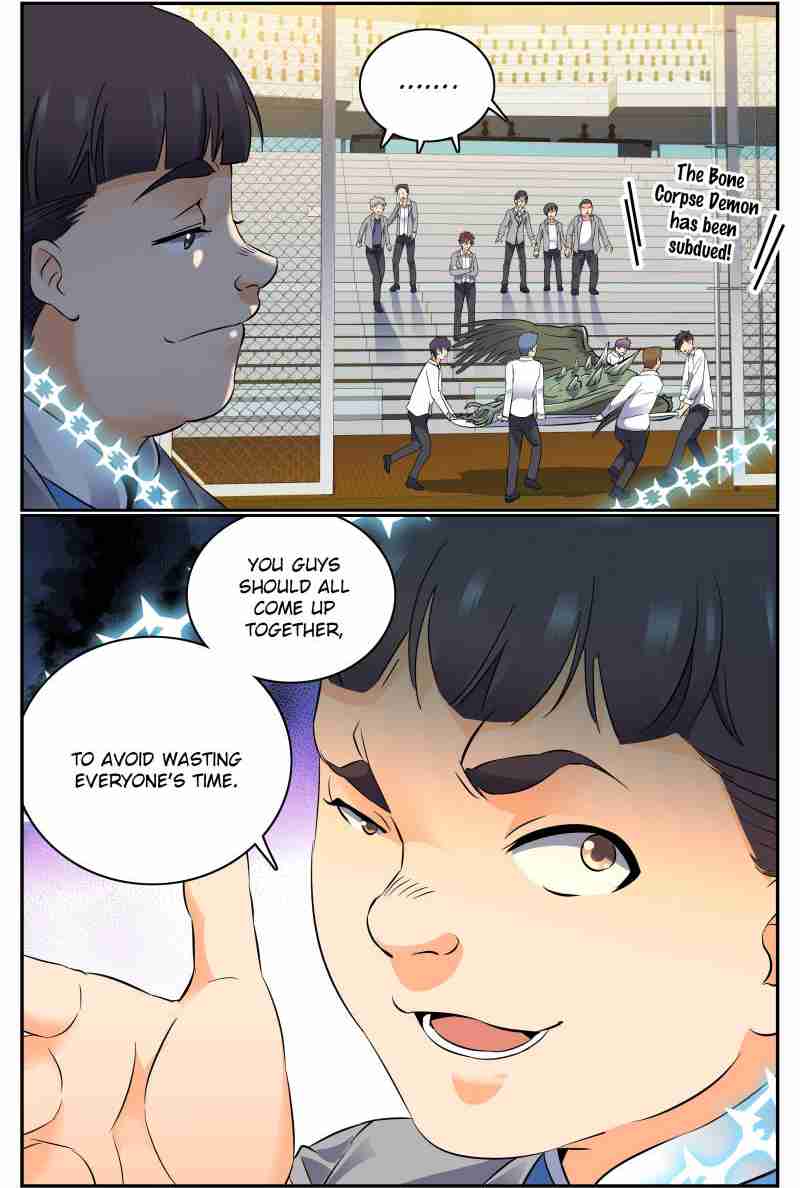 .......
The Bone
Corpse Demon
has been
subdued!
YOU GUYS
SHOULD ALL
COME UP
TOGETHER,
TO AVOID WASTING
EVERYONE'S TIME.